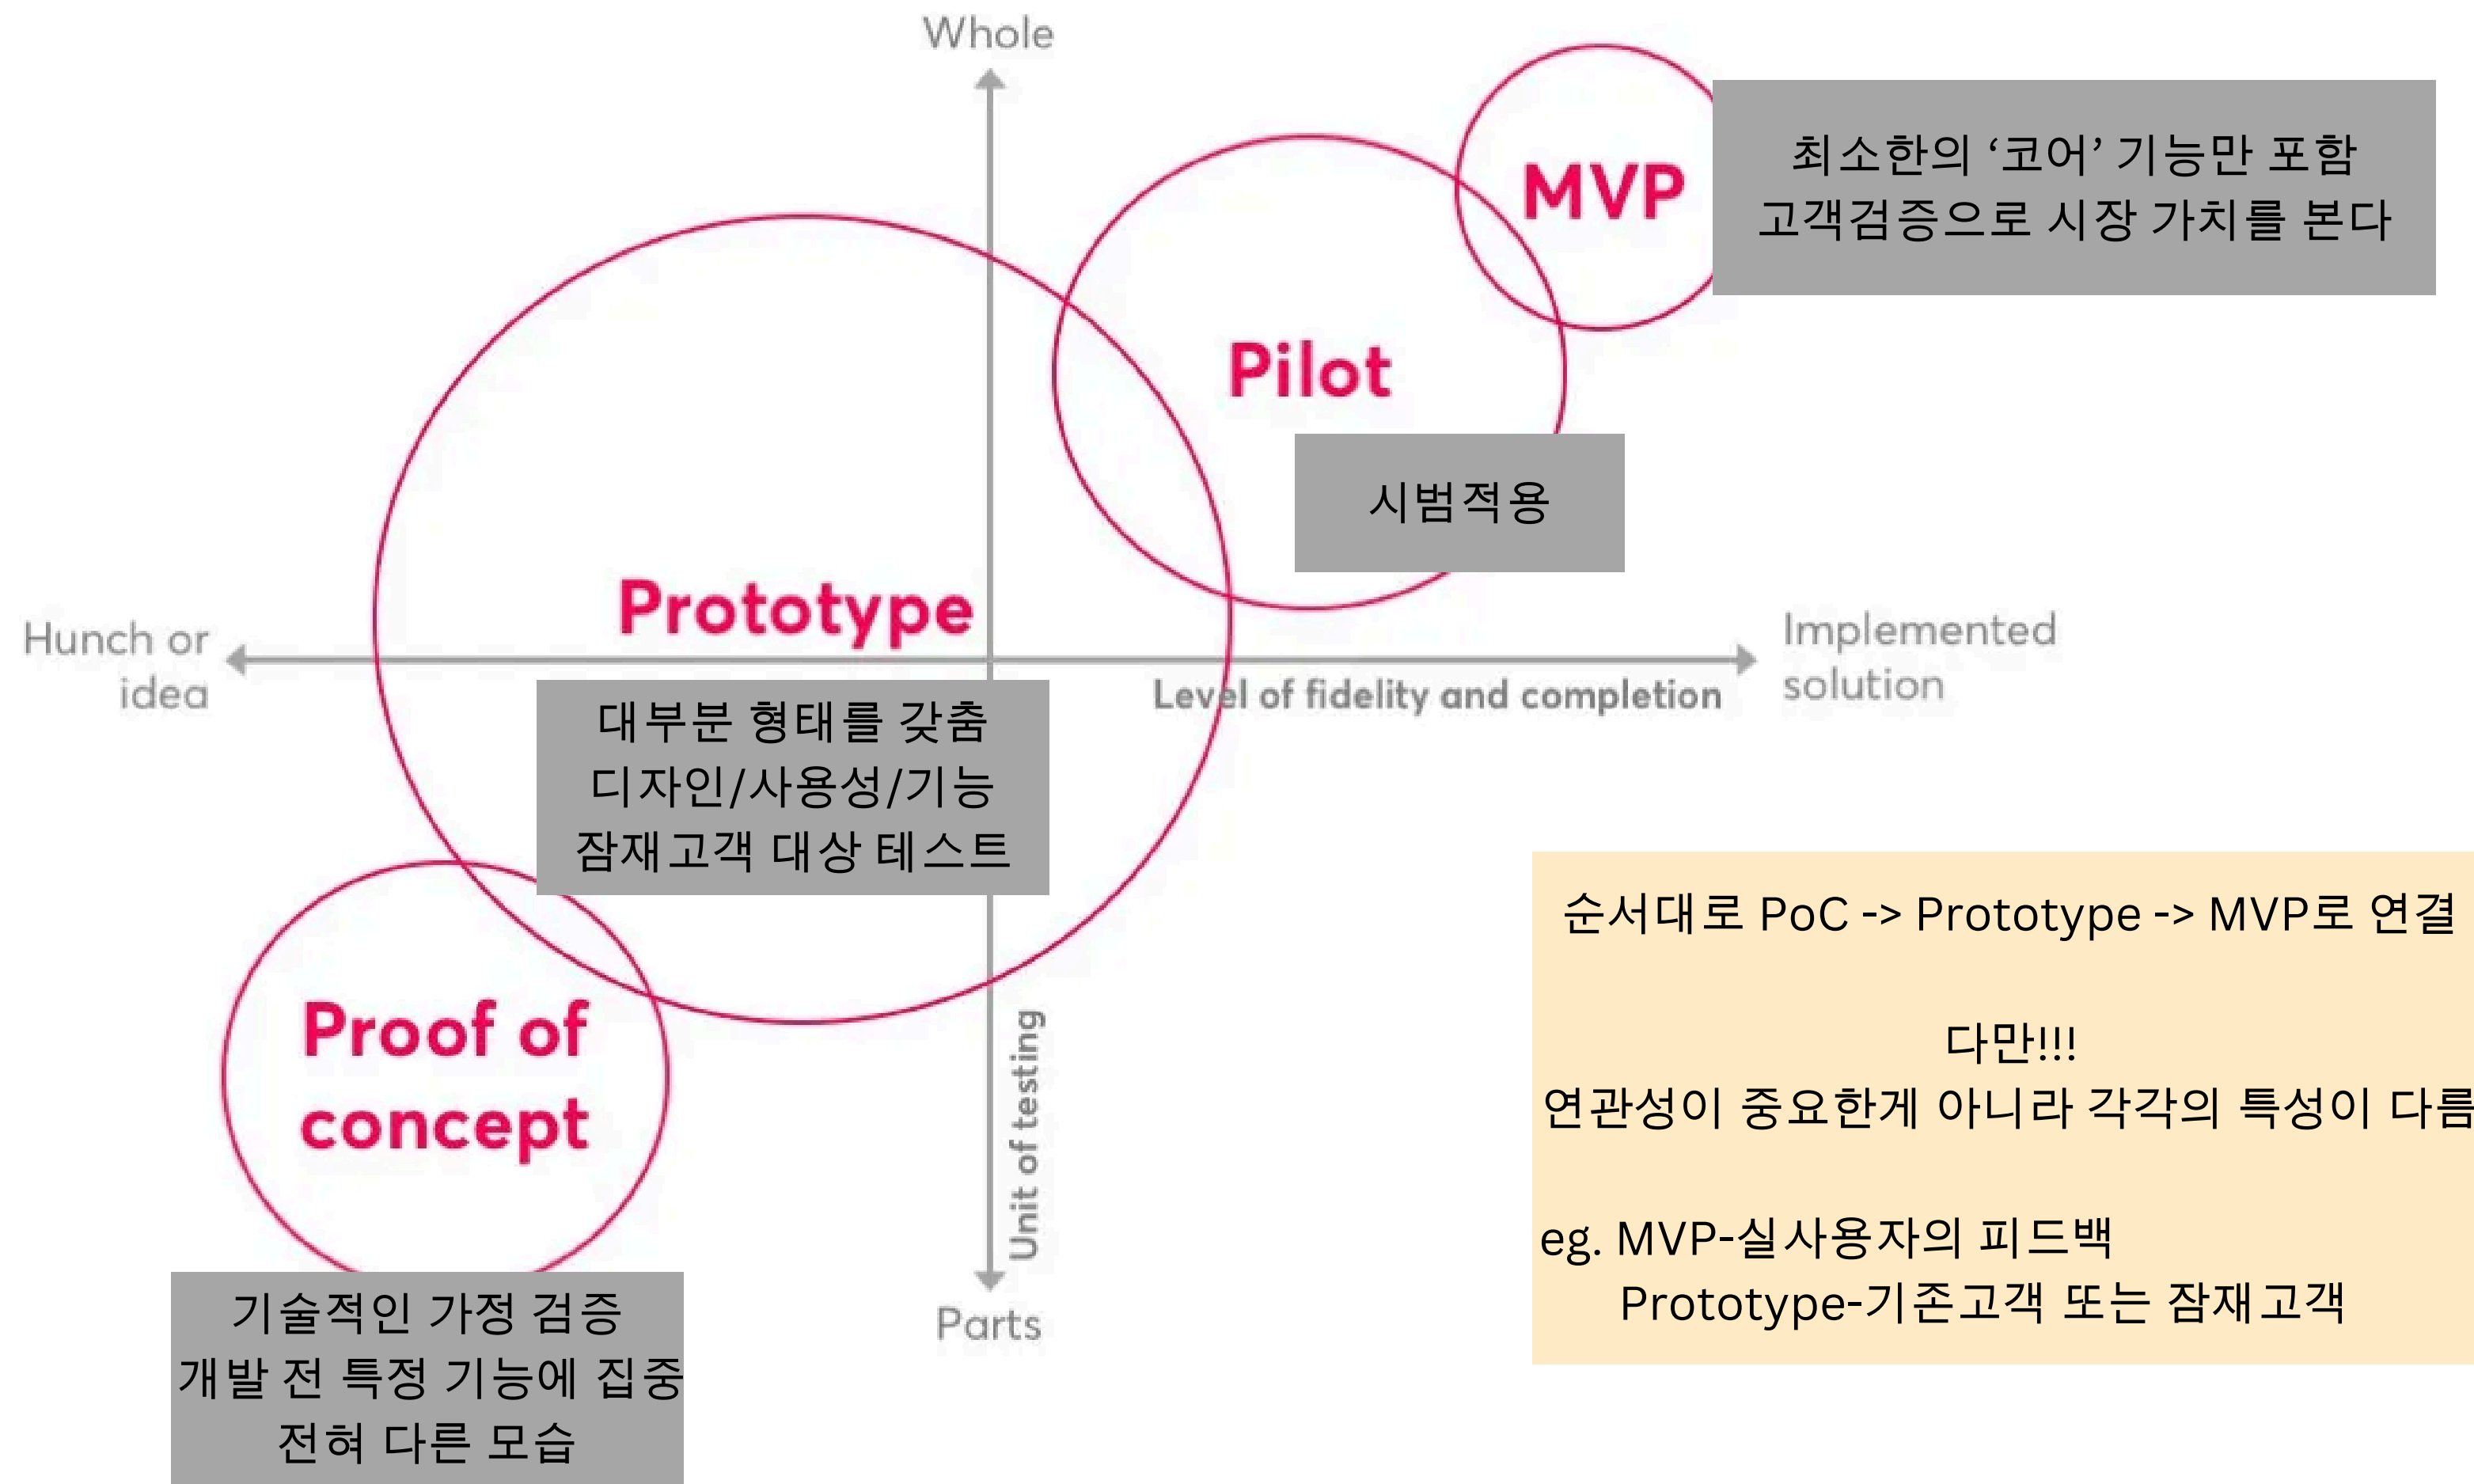 Whole
MVP
최소한의 ‘코어’ 기능만 포함
고객검증으로 시장 가치를 본다
Pilot
시범적용
Prototype
Hunch or
idea
Implemented
solution
Level of fidelity and completion
대부분 형태를 갖춤
디자인/사용성/기능
잠재고객 대상 테스트
Proof of
concept
Unit of testing
Parts
기술적인 가정 검증
개발 전 특정 기능에 집중
전혀 다른 모습
순서대로 PoC -> Prototype -> MVP로 연결
다만!!!
연관성이 중요한게 아니라 각각의 특성이 다름
eg. MVP-실사용자의 피드백
Prototype-기존고객 또는 잠재고객